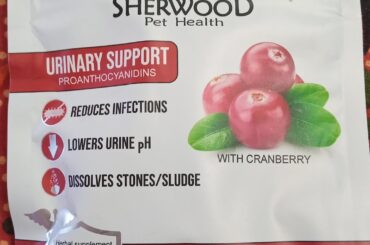 SHERWOOD
Pet Health
URINARY SUPPORT
PROANTHOCYANIDINS
REDUCES INFECTIONS
LOWERS URINE pH
DISSOLVES STONES/SLUDGE
WITH CRANBERRY
Herbal supplement